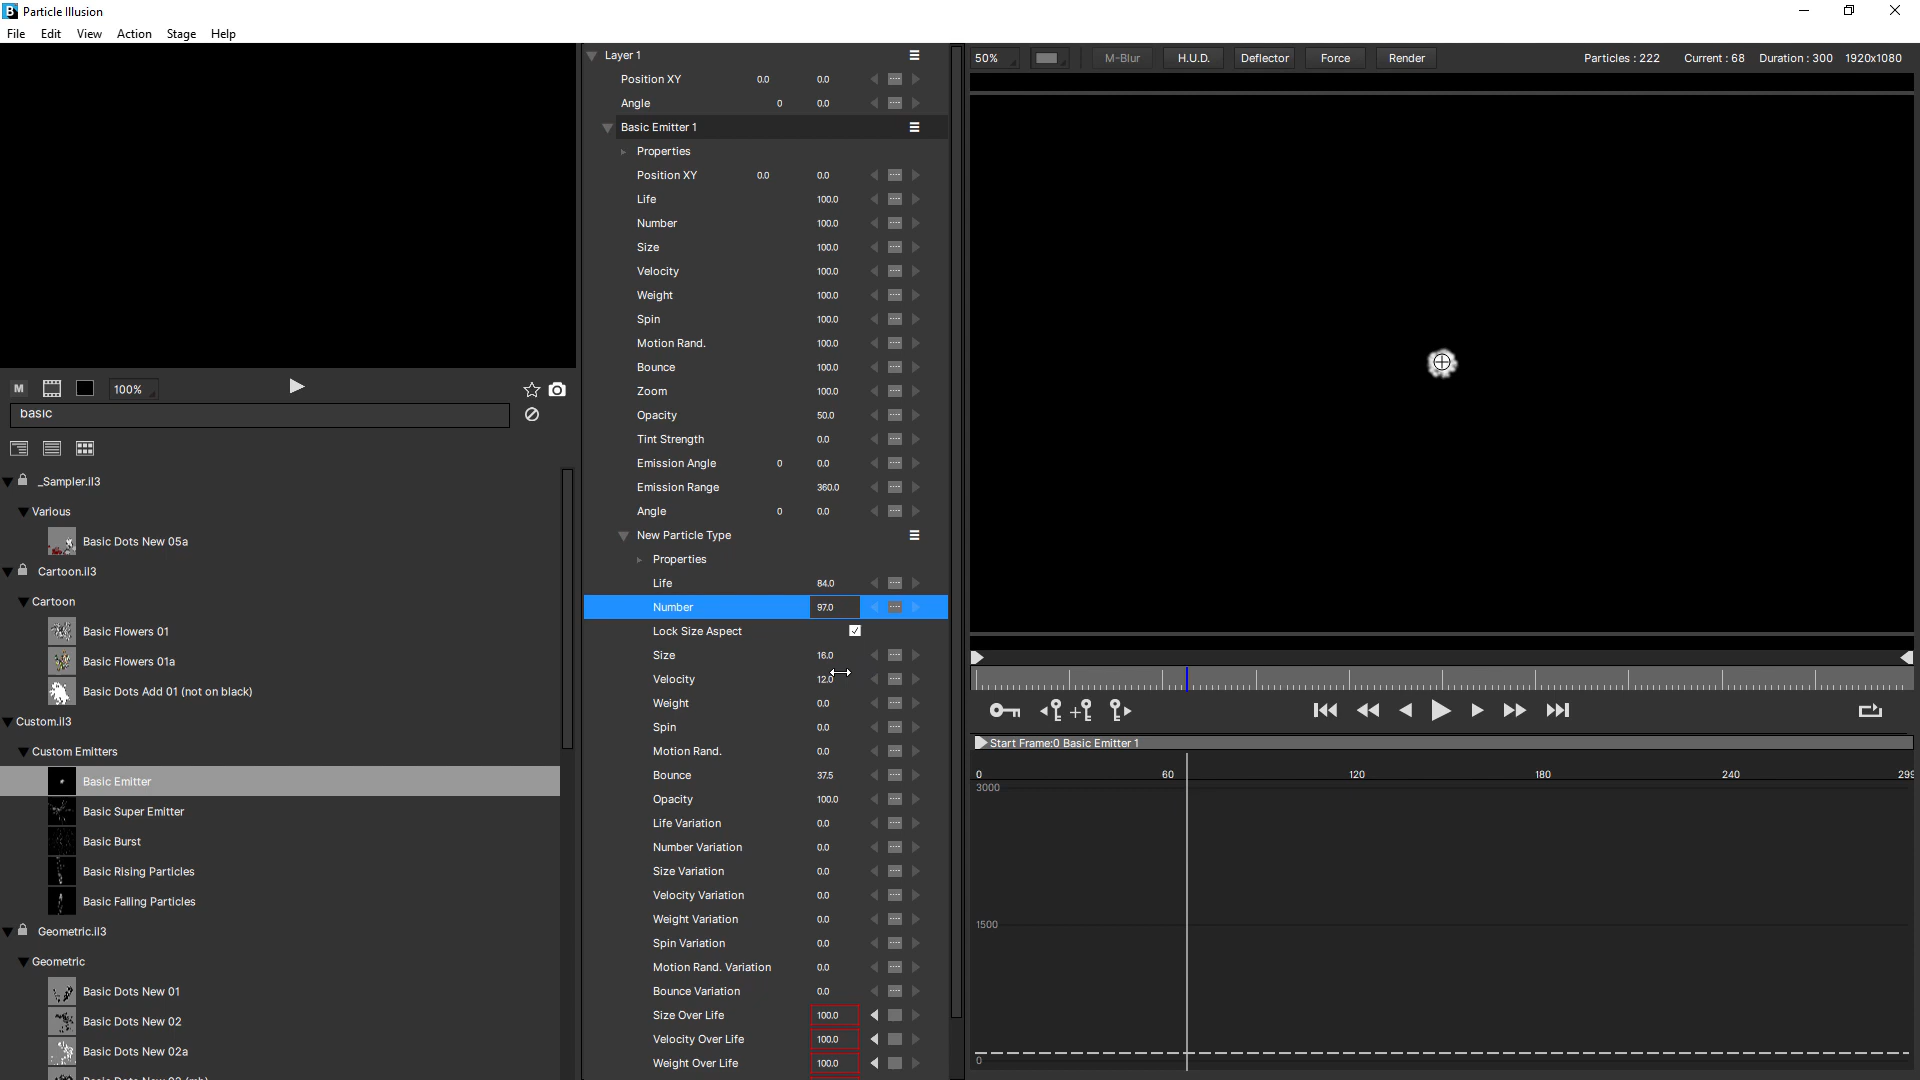 Particle Illusion
File Edit View Action Stage Help
M 100%
basic
_Sampler.il3
Various
Basic Dots New 05a
Cartoon.il3
Cartoon
Basic Flowers 01
Basic Flowers 01a
Basic Dots Add 01 (not on black)
Custom.il3
Custom Emitters
Basic Emitter
Basic Super Emitter
Basic Burst
Basic Rising Particles
Basic Falling Particles
Geometric.il3
Geometric
Basic Dots New 01
Basic Dots New 02
Basic Dots New 02a
Layer 1
Position XY 0.0 0.0
Angle 0 0.0
Basic Emitter 1
Properties
Position XY 0.0 0.0
Life 100.0
Number 100.0
Size 100.0
Velocity 100.0
Weight 100.0
Spin 100.0
Motion Rand. 100.0
Bounce 100.0
Zoom 100.0
Opacity 50.0
Tint Strength 0.0
Emission Angle 0 0.0
Emission Range 360.0
Angle 0 0.0
New Particle Type
Properties
Life 84.0
Number 97.0
Lock Size Aspect
Size 16.0
Velocity 12.0
Weight 0.0
Spin 0.0
Motion Rand. 0.0
Bounce 37.5
Opacity 100.0
Life Variation 0.0
Number Variation 0.0
Size Variation 0.0
Velocity Variation 0.0
Weight Variation 0.0
Spin Variation 0.0
Motion Rand. Variation 0.0
Bounce Variation 0.0
Size Over Life 100.0
Velocity Over Life 100.0
Weight Over Life 100.0
50% M-Blur H.U.D. Deflector Force Render Particles : 222 Current : 68 Duration : 300 1920x1080
Start Frame:0 Basic Emitter 1
0 60 120 180 240 299
3000
1500
0